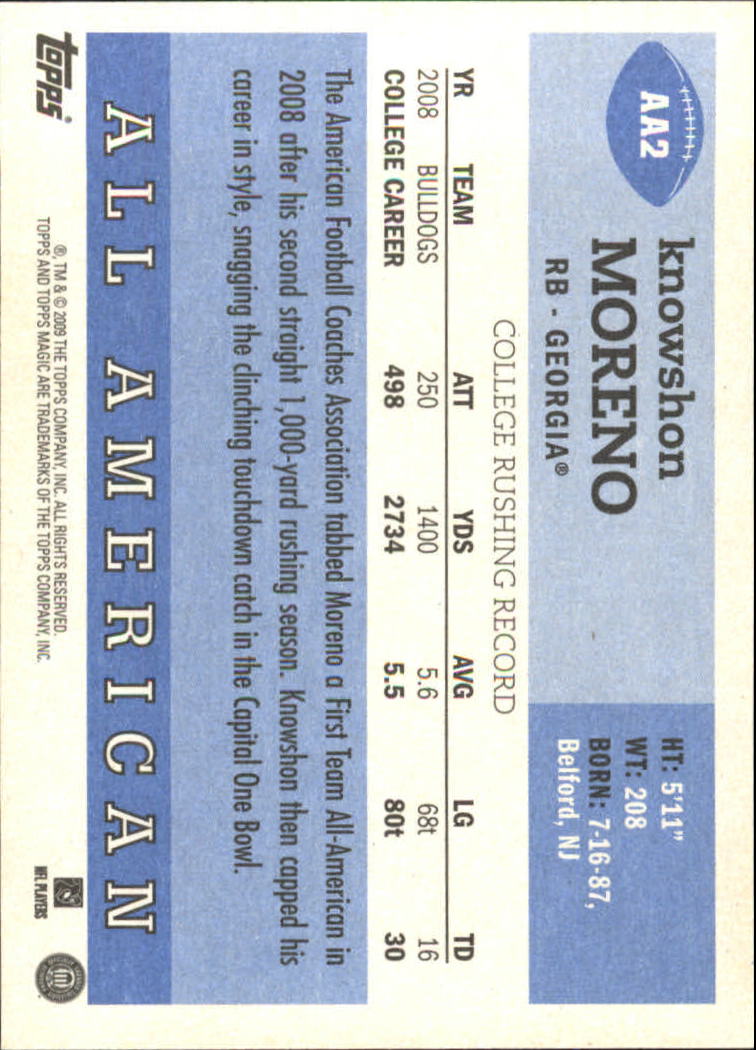 AA2
knowshon
MORENO
RB - GEORGIA®
HT: 5'11"
WT: 208
BORN: 7-16-87,
Belford, NJ
COLLEGE RUSHING RECORD
YR TEAM ATT YDS AVG LG TD
2008 BULLDOGS 250 1400 5.6 68t 16
COLLEGE CAREER 498 2734 5.5 80t 30
The American Football Coaches Association tabbed Moreno a First Team All-American in
2008 after his second straight 1,000-yard rushing season. Knowshon then capped his
career in style, snagging the clinching touchdown catch in the Capital One Bowl.
ALL AMERICAN
topps®
®, TM & © 2009 THE TOPPS COMPANY, INC. ALL RIGHTS RESERVED.
TOPPS AND TOPPS MAGIC ARE TRADEMARKS OF THE TOPPS COMPANY, INC.
NFL PLAYERS